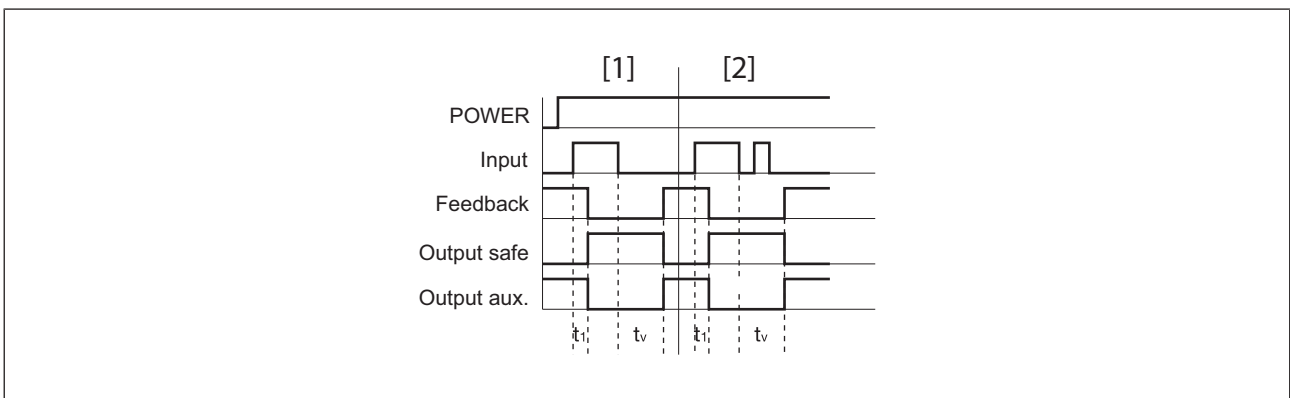 [1] [2]
POWER
Input
Feedback
Output safe
Output aux.
t1 tv t1 tv